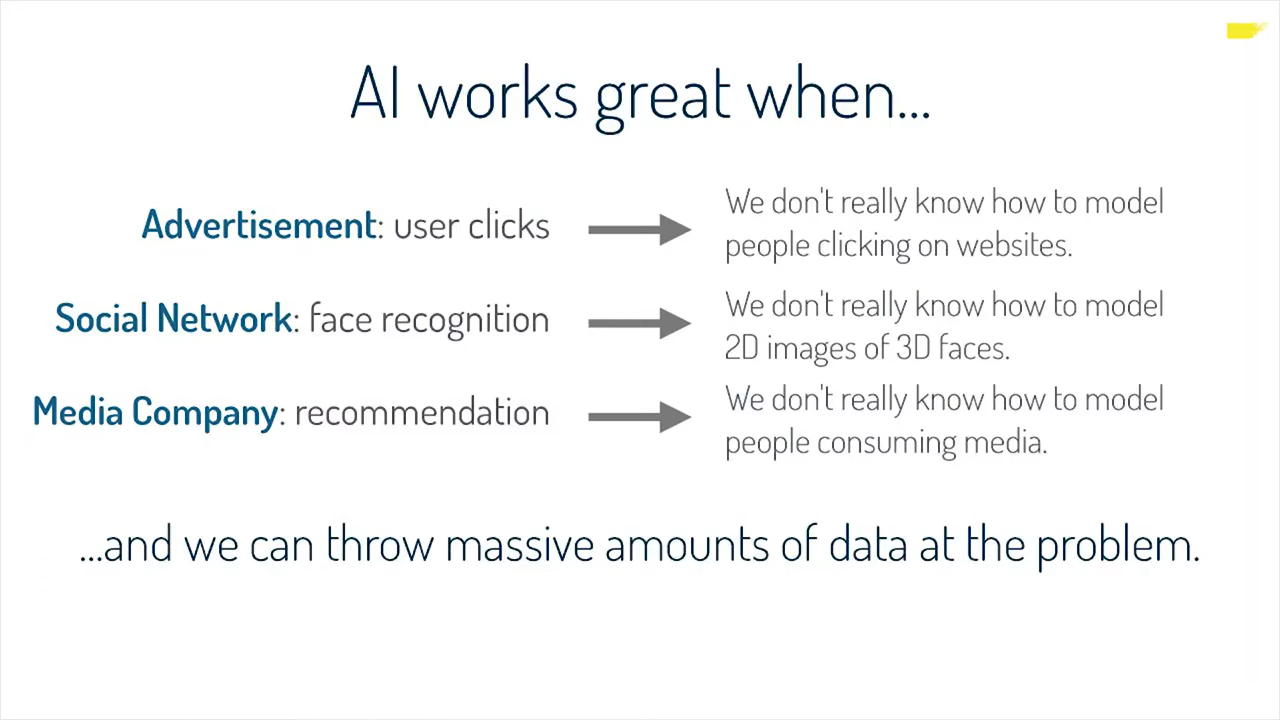 AI works great when...
Advertisement: user clicks
We don't really know how to model
people clicking on websites.
Social Network: face recognition
We don't really know how to model
2D images of 3D faces.
Media Company: recommendation
We don't really know how to model
people consuming media.
...and we can throw massive amounts of data at the problem.